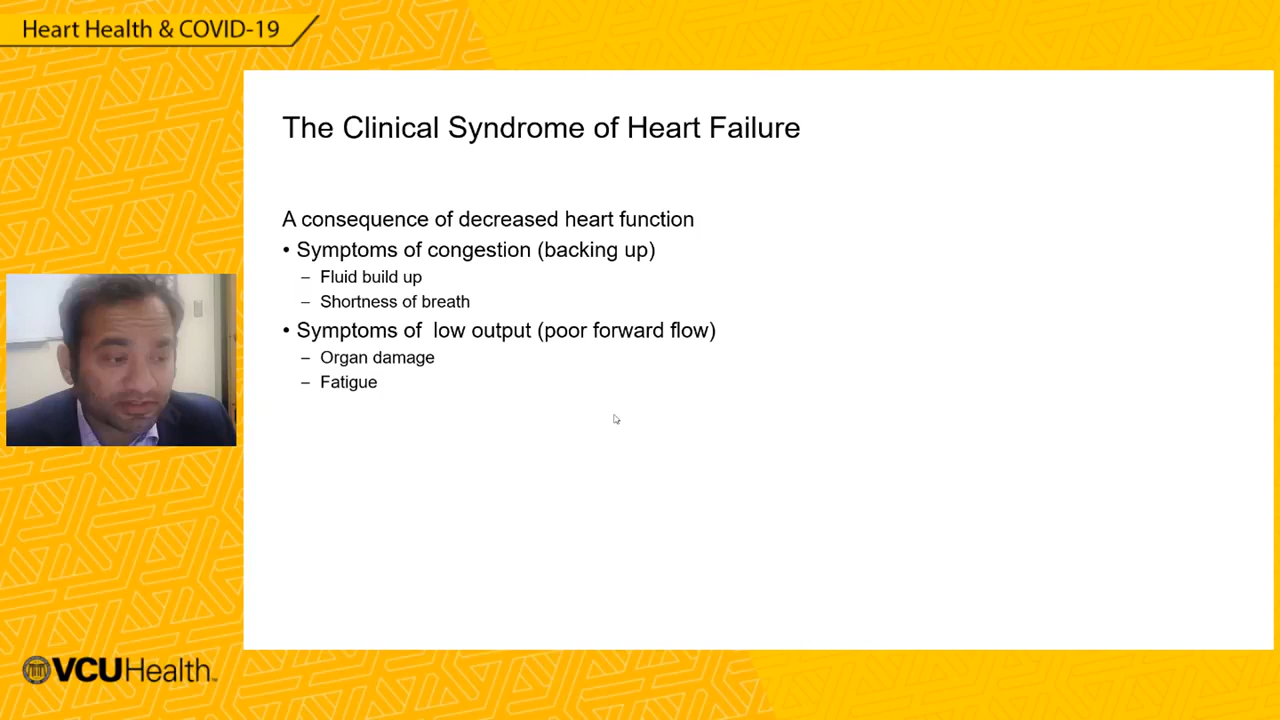 Heart Health & COVID-19
The Clinical Syndrome of Heart Failure
A consequence of decreased heart function
• Symptoms of congestion (backing up)
– Fluid build up
– Shortness of breath
• Symptoms of low output (poor forward flow)
– Organ damage
– Fatigue
VCUHealth™